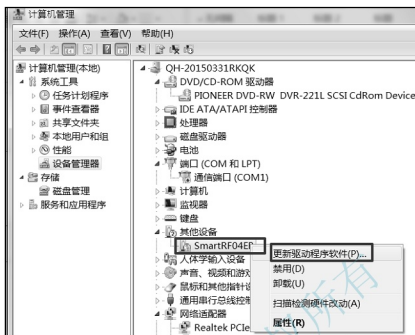 计算机管理
文件(F) 操作(A) 查看(V) 帮助(H)
计算机管理(本地)
系统工具
任务计划程序
事件查看器
共享文件夹
本地用户和组
性能
设备管理器
存储
磁盘管理
服务和应用程序
QH-20150331RKQK
DVD/CD-ROM 驱动器
PIONEER DVD-RW DVR-221L SCSI CdRom Device
IDE ATA/ATAPI 控制器
处理器
磁盘驱动器
电池
端口 (COM 和 LPT)
通信端口 (COM1)
计算机
监视器
键盘
其他设备
SmartRF04E
人体学输入设备
声音、视频和游戏
鼠标和其他指针
通用串行总线控制
网络适配器
Realtek PCIe
更新驱动程序软件(P)...
禁用(D)
卸载(U)
扫描检测硬件改动(A)
属性(R)